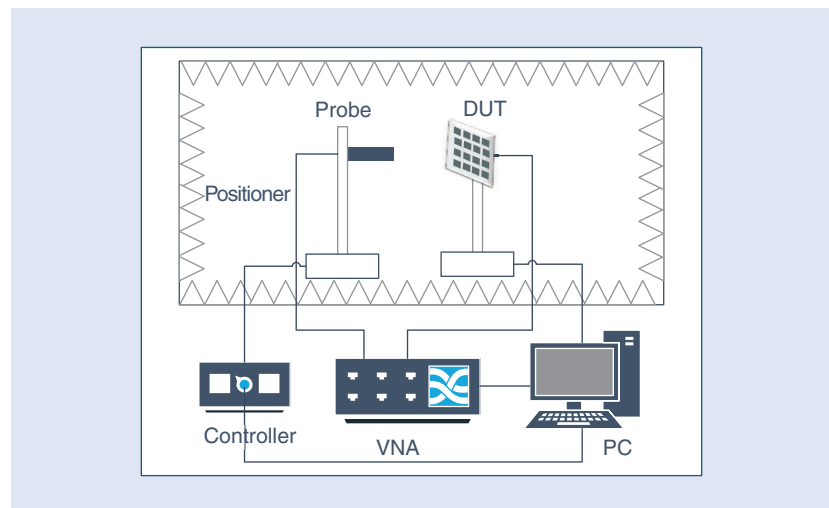 Probe
DUT
Positioner
Controller
VNA
PC